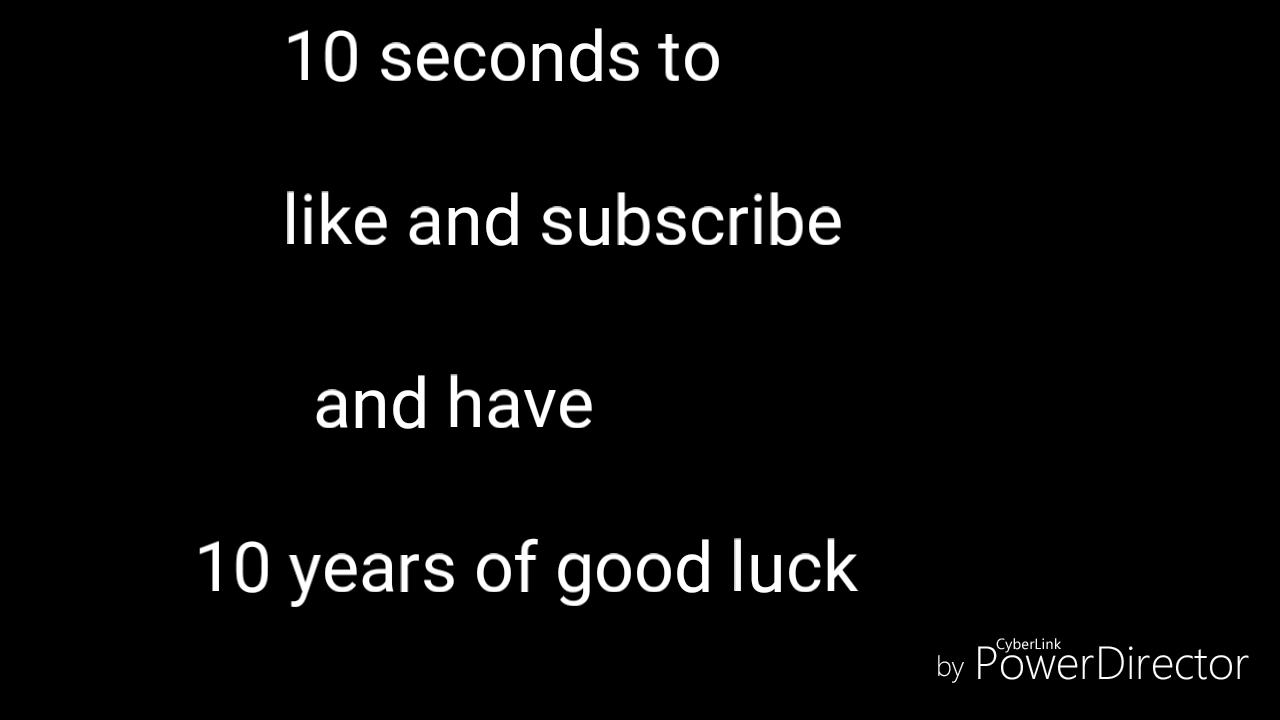 10 seconds to
like and subscribe
and have
10 years of good luck
by CyberLink PowerDirector